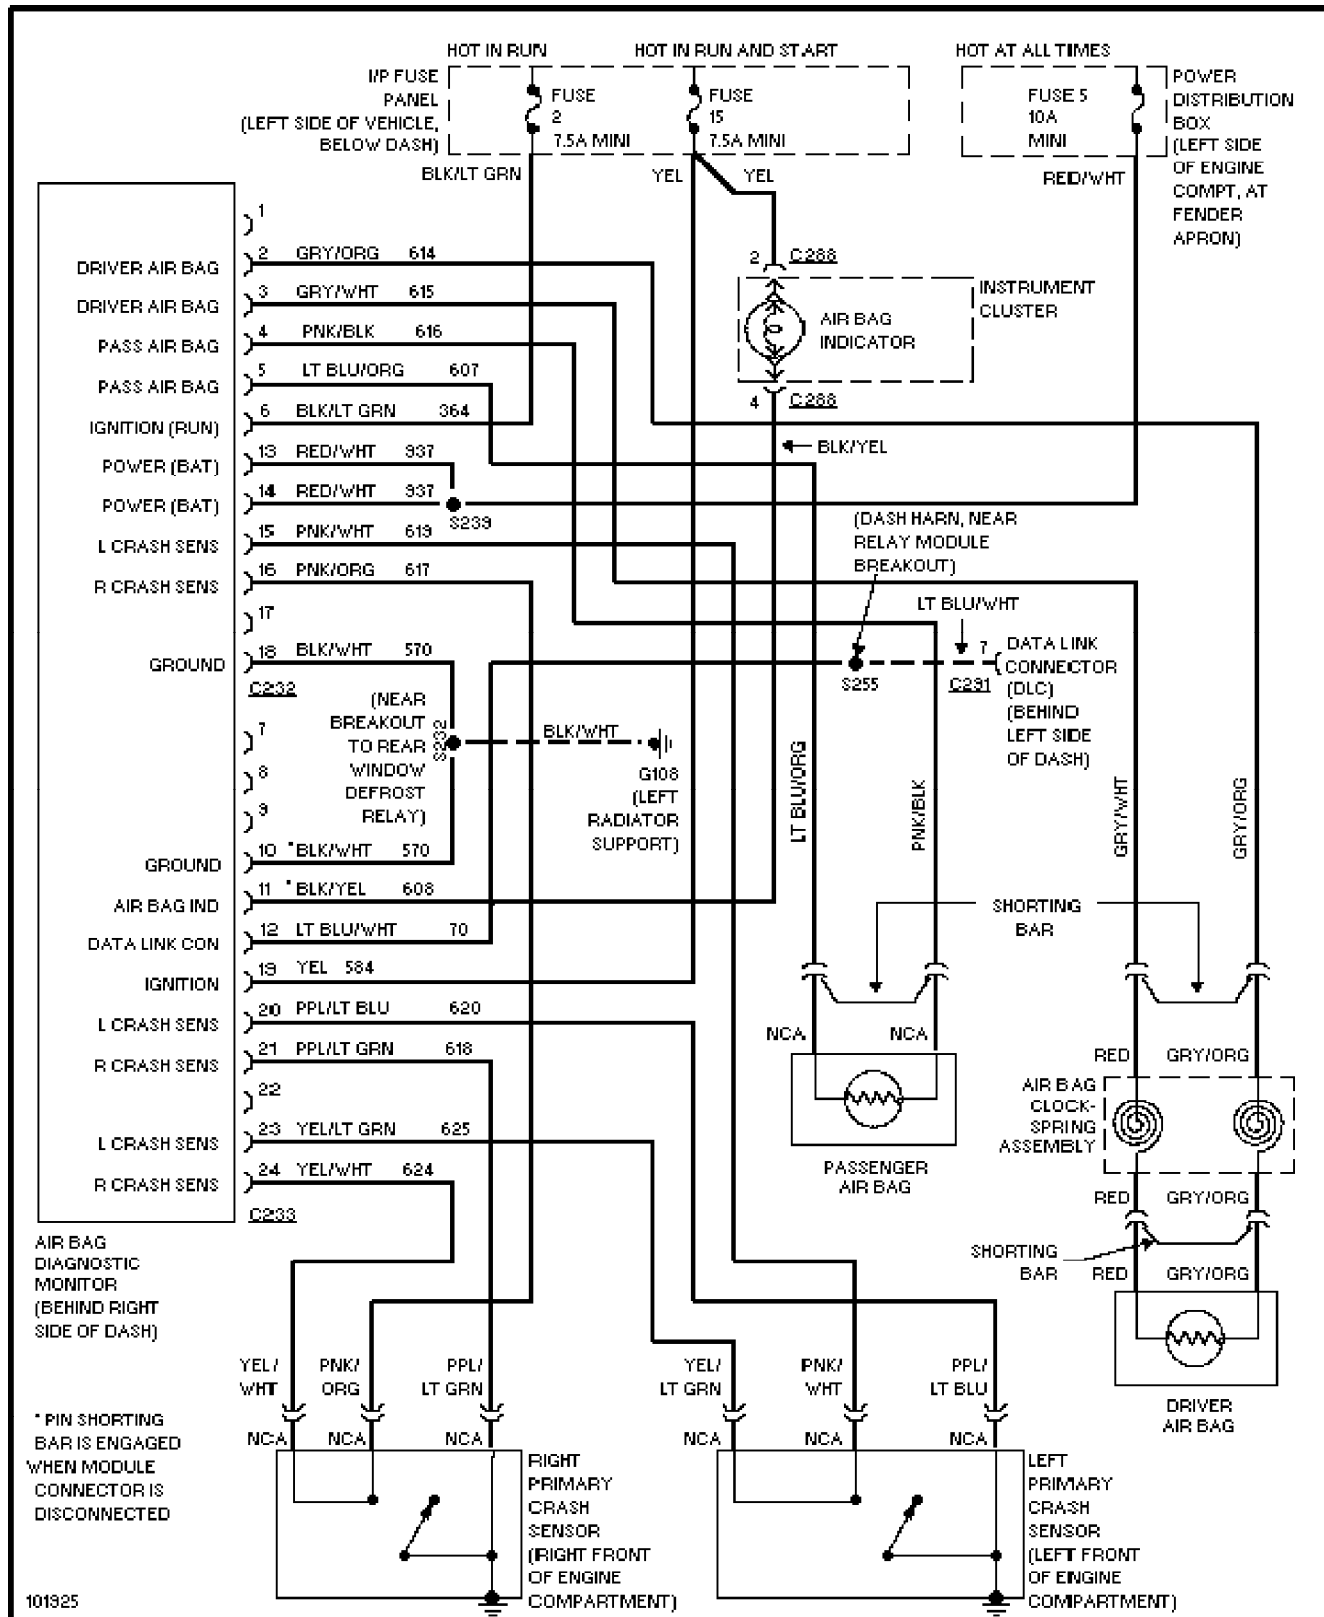 HOT IN RUN
HOT IN RUN AND START
HOT AT ALL TIMES
I/P FUSE
PANEL
(LEFT SIDE OF VEHICLE,
BELOW DASH)
FUSE
2
7.5A MINI
FUSE
15
7.5A MINI
FUSE 5
10A
MINI
POWER
DISTRIBUTION
BOX
(LEFT SIDE
OF ENGINE
COMPT, AT
FENDER
APRON)
BLK/LT GRN
YEL
YEL
RED/WHT
1
DRIVER AIR BAG 2 GRY/ORG 614
DRIVER AIR BAG 3 GRY/WHT 615
PASS AIR BAG 4 PNK/BLK 616
PASS AIR BAG 5 LT BLU/ORG 607
IGNITION (RUN) 6 BLK/LT GRN 364
POWER (BAT) 13 RED/WHT 937
POWER (BAT) 14 RED/WHT 937
S239
L CRASH SENS 15 PNK/WHT 619
R CRASH SENS 16 PNK/ORG 617
17
GROUND 18 BLK/WHT 570
C232
7
8
9
GROUND 10 *BLK/WHT 570
AIR BAG IND 11 *BLK/YEL 608
DATA LINK CON 12 LT BLU/WHT 70
IGNITION 19 YEL 584
L CRASH SENS 20 PPL/LT BLU 620
R CRASH SENS 21 PPL/LT GRN 618
22
L CRASH SENS 23 YEL/LT GRN 625
R CRASH SENS 24 YEL/WHT 624
C233
AIR BAG
DIAGNOSTIC
MONITOR
(BEHIND RIGHT
SIDE OF DASH)
2 C288
INSTRUMENT
CLUSTER
AIR BAG
INDICATOR
4 C288
BLK/YEL
(DASH HARN, NEAR
RELAY MODULE
BREAKOUT)
LT BLU/WHT
S255
7
C291
DATA LINK
CONNECTOR
(DLC)
(BEHIND
LEFT SIDE
OF DASH)
(NEAR
BREAKOUT
TO REAR
WINDOW
DEFROST
RELAY)
S232
BLK/WHT
G108
(LEFT
RADIATOR
SUPPORT)
LT BLU/ORG
PNK/BLK
GRY/WHT
GRY/ORG
SHORTING
BAR
NCA
NCA
PASSENGER
AIR BAG
RED
GRY/ORG
AIR BAG
CLOCK-
SPRING
ASSEMBLY
RED
GRY/ORG
SHORTING
BAR
RED
GRY/ORG
DRIVER
AIR BAG
YEL/
WHT
PNK/
ORG
PPL/
LT GRN
YEL/
LT GRN
PNK/
WHT
PPL/
LT BLU
NCA
NCA
NCA
NCA
NCA
NCA
RIGHT
PRIMARY
CRASH
SENSOR
(RIGHT FRONT
OF ENGINE
COMPARTMENT)
LEFT
PRIMARY
CRASH
SENSOR
(LEFT FRONT
OF ENGINE
COMPARTMENT)
* PIN SHORTING
BAR IS ENGAGED
WHEN MODULE
CONNECTOR IS
DISCONNECTED
101925